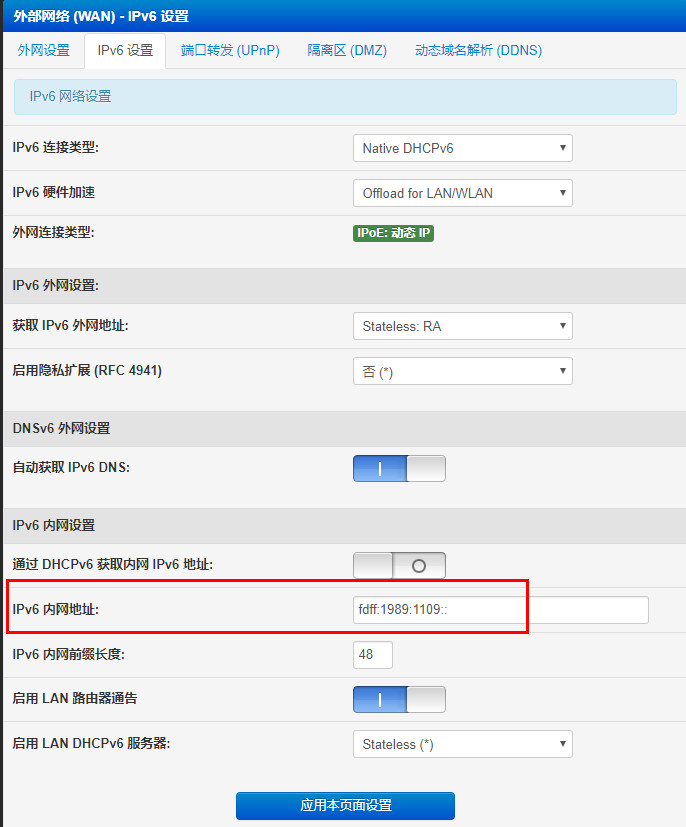 外部网络 (WAN) - IPv6 设置
外网设置 IPv6 设置 端口转发 (UPnP) 隔离区 (DMZ) 动态域名解析 (DDNS)
IPv6 网络设置
IPv6 连接类型: Native DHCPv6
IPv6 硬件加速 Offload for LAN/WLAN
外网连接类型: IPoE: 动态 IP
IPv6 外网设置:
获取 IPv6 外网地址: Stateless: RA
启用隐私扩展 (RFC 4941) 否 (*)
DNSv6 外网设置
自动获取 IPv6 DNS:
IPv6 内网设置
通过 DHCPv6 获取内网 IPv6 地址:
IPv6 内网地址: fdff:1989:1109::
IPv6 内网前缀长度: 48
启用 LAN 路由器通告
启用 LAN DHCPv6 服务器: Stateless (*)
应用本页面设置